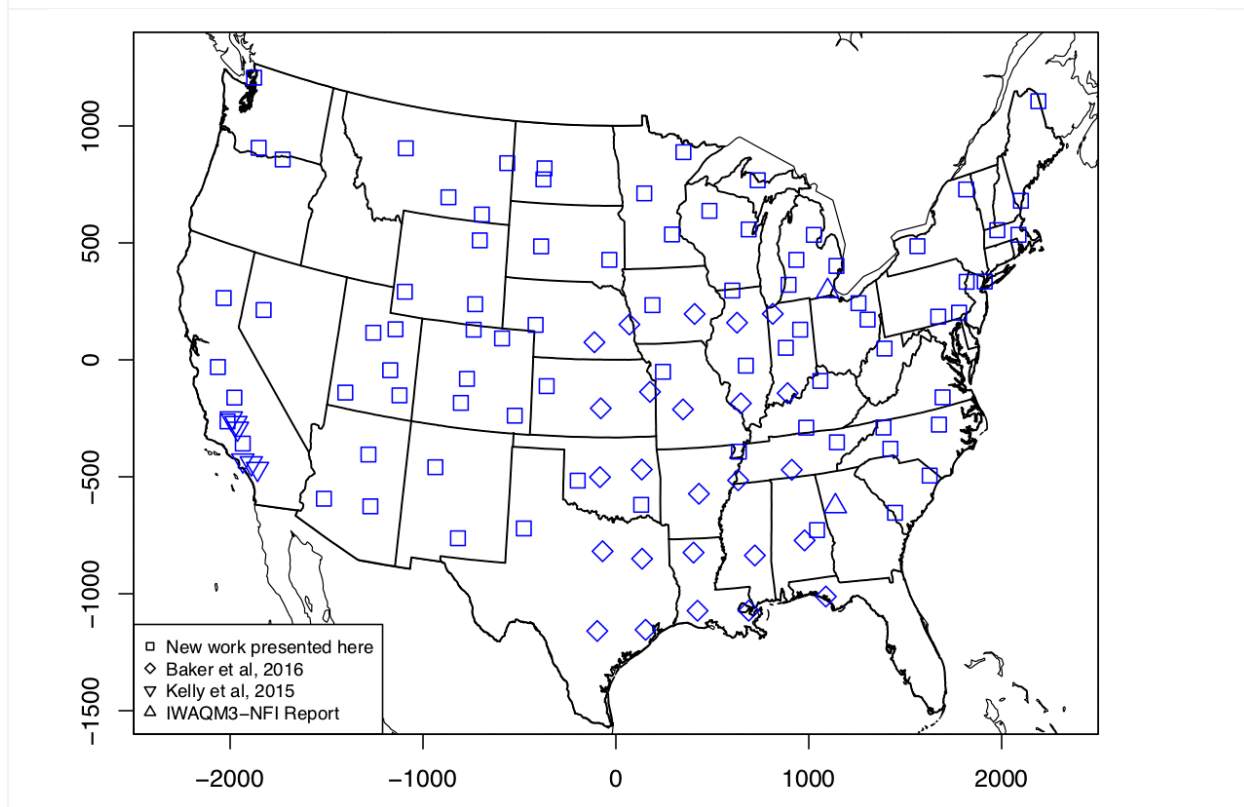 1000
500
0
−500
−1000
−1500
New work presented here
Baker et al, 2016
Kelly et al, 2015
IWAQM3−NFI Report
−2000
−1000
0
1000
2000